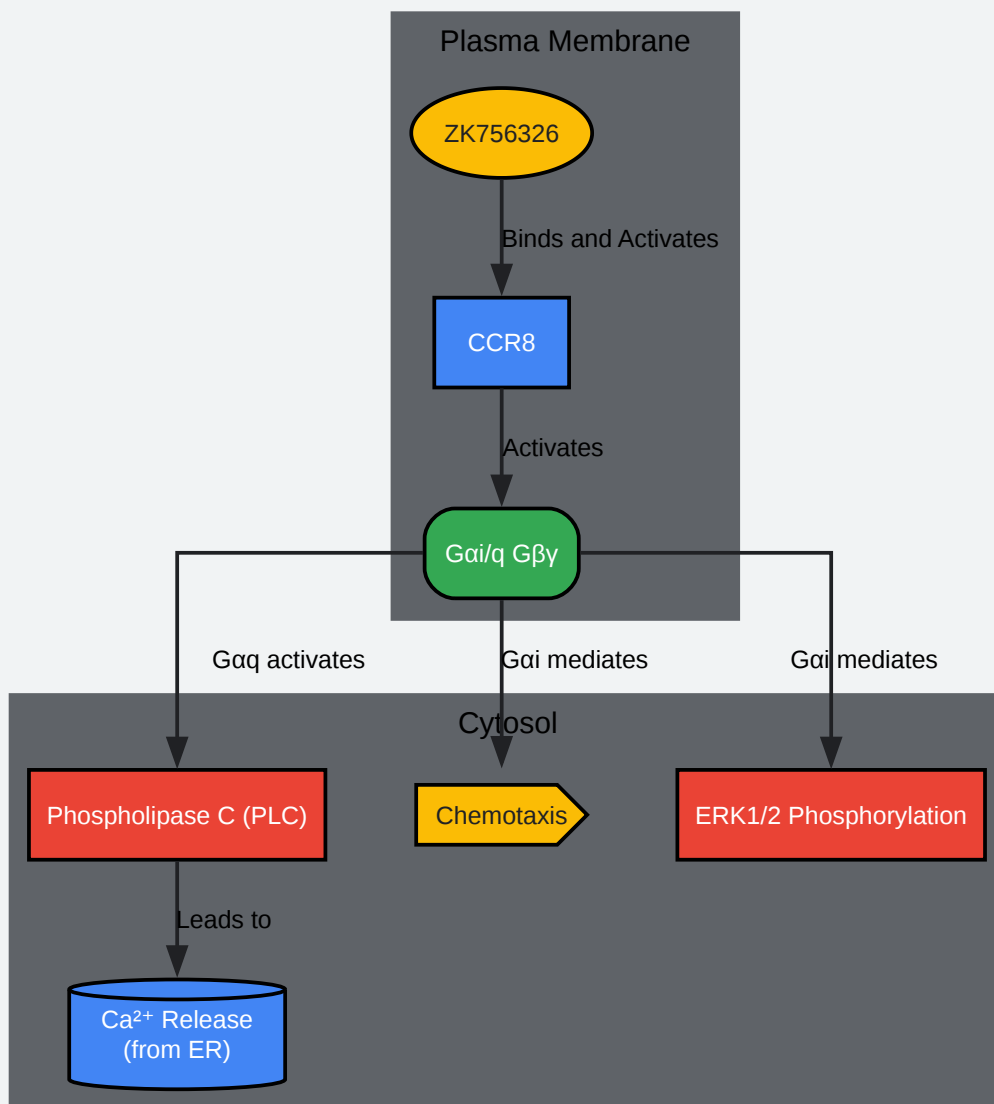 Plasma Membrane
ZK756326
Binds and Activates
CCR8
Activates
Gαi/q Gβγ
Gαq activates
Gαi mediates
Gαi mediates
Cytosol
Phospholipase C (PLC)
Chemotaxis
ERK1/2 Phosphorylation
Leads to
Ca²⁺ Release
(from ER)